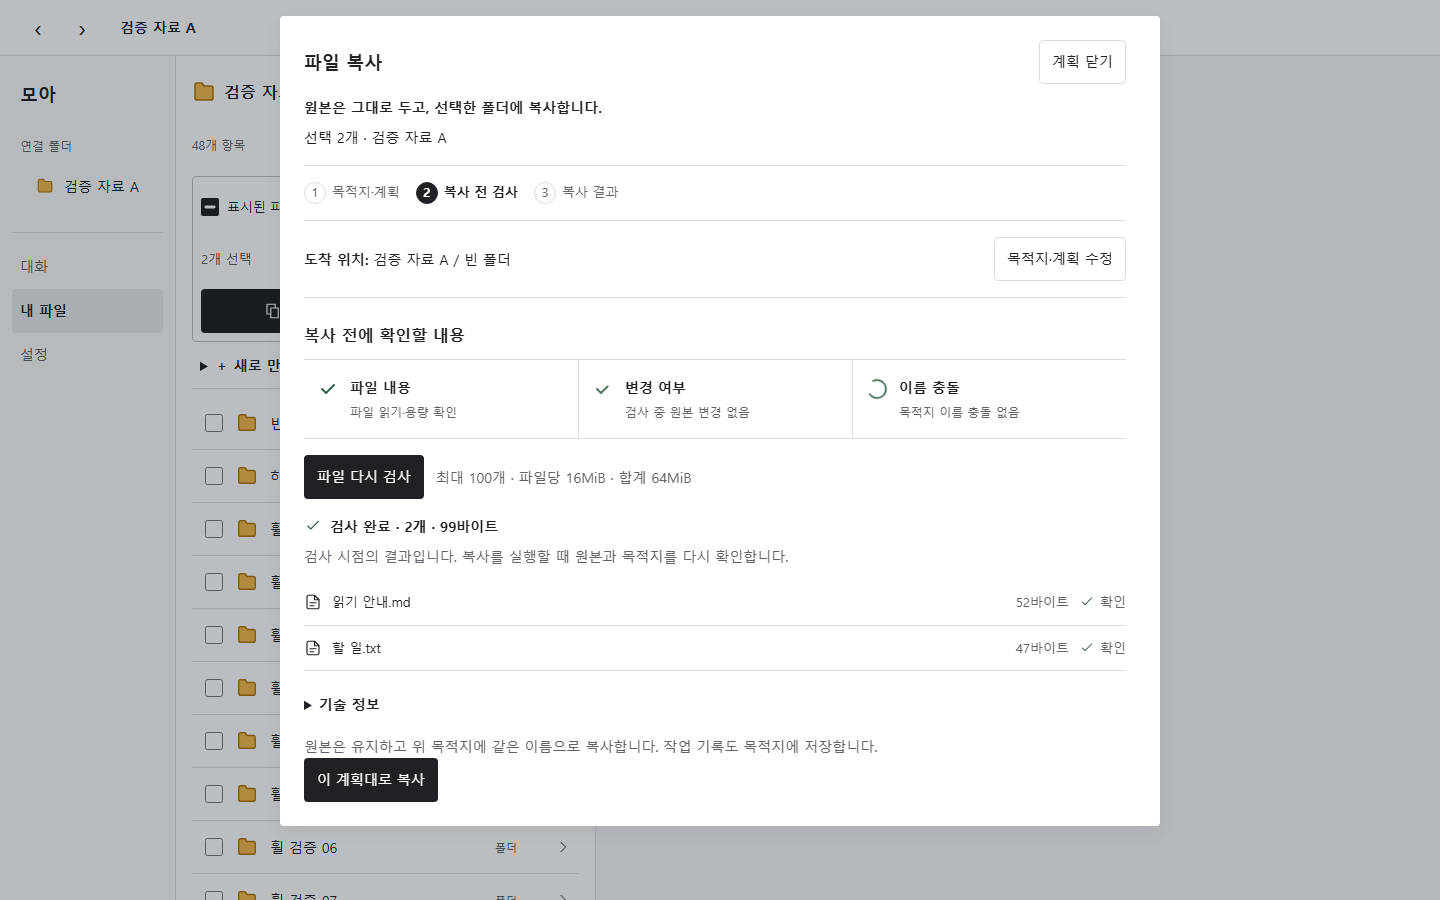 검증 자료 A
모아
연결 폴더
검증 자료 A
대화
내 파일
설정
검증 자
48개 항목
표시된
2개 선택
+ 새로 만
휠 검증 06
폴더
파일 복사
계획 닫기
원본은 그대로 두고, 선택한 폴더에 복사합니다.
선택 2개 · 검증 자료 A
1 목적지·계획
2 복사 전 검사
3 복사 결과
도착 위치: 검증 자료 A / 빈 폴더
목적지·계획 수정
복사 전에 확인할 내용
파일 내용
파일 읽기·용량 확인
변경 여부
검사 중 원본 변경 없음
이름 충돌
목적지 이름 충돌 없음
파일 다시 검사
최대 100개 · 파일당 16MiB · 합계 64MiB
검사 완료 · 2개 · 99바이트
검사 시점의 결과입니다. 복사를 실행할 때 원본과 목적지를 다시 확인합니다.
읽기 안내.md
52바이트
확인
할 일.txt
47바이트
확인
기술 정보
원본은 유지하고 위 목적지에 같은 이름으로 복사합니다. 작업 기록도 목적지에 저장합니다.
이 계획대로 복사